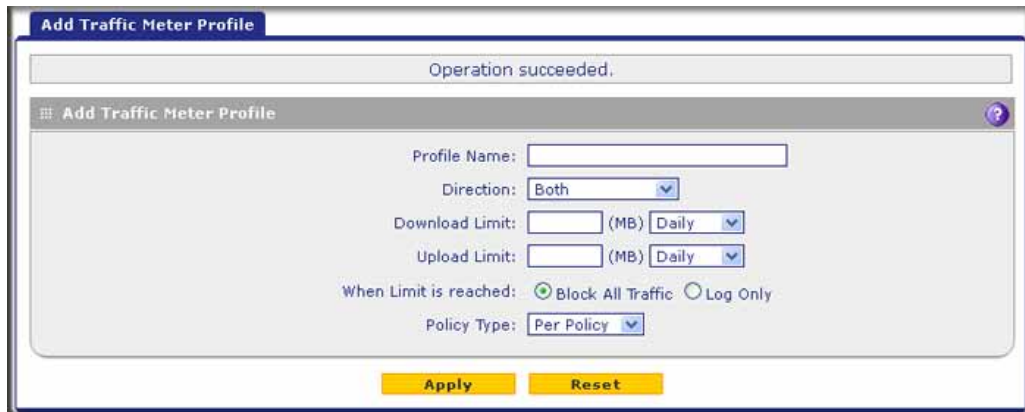 Add Traffic Meter Profile
Operation succeeded.
Add Traffic Meter Profile ?
Profile Name:
Direction: Both
Download Limit: (MB) Daily
Upload Limit: (MB) Daily
When Limit is reached: Block All Traffic Log Only
Policy Type: Per Policy
Apply Reset